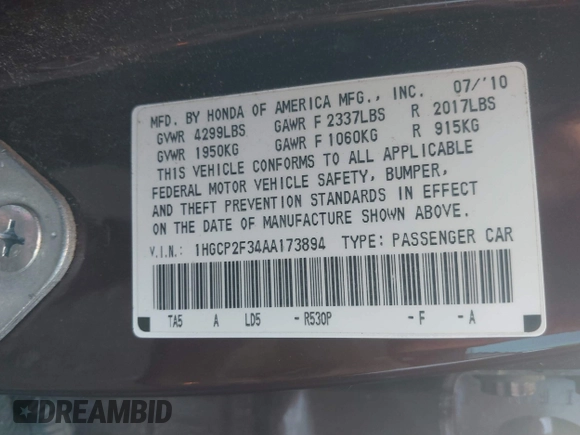 MFD. BY HONDA OF AMERICA MFG., INC. 07/'10
GVWR 4299LBS GAWR F 2337LBS R 2017LBS
GVWR 1950KG GAWR F 1060KG R 915KG
THIS VEHICLE CONFORMS TO ALL APPLICABLE
FEDERAL MOTOR VEHICLE SAFETY, BUMPER,
AND THEFT PREVENTION STANDARDS IN EFFECT
ON THE DATE OF MANUFACTURE SHOWN ABOVE.
V.I.N.: 1HGCP2F34AA173894 TYPE: PASSENGER CAR
TA5 A LD5 -R530P -F -A
DREAMBID